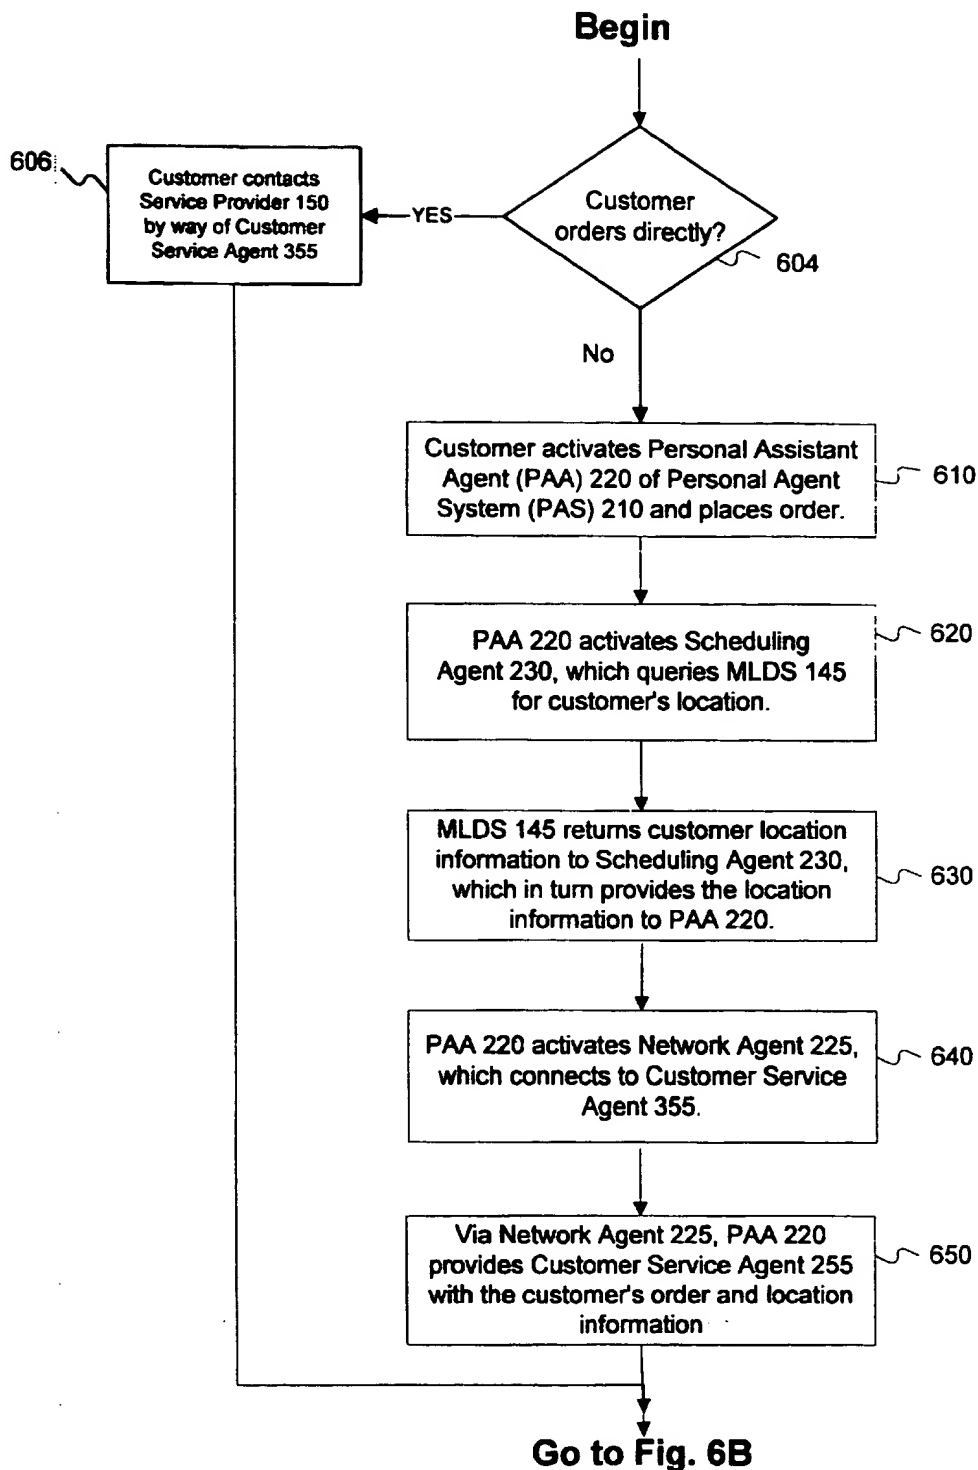 Begin
606
Customer contacts
Service Provider 150
by way of Customer
Service Agent 355
YES
Customer
orders directly?
604
No
Customer activates Personal Assistant
Agent (PAA) 220 of Personal Agent
System (PAS) 210 and places order.
610
PAA 220 activates Scheduling
Agent 230, which queries MLDS 145
for customer's location.
620
MLDS 145 returns customer location
information to Scheduling Agent 230,
which in turn provides the location
information to PAA 220.
630
PAA 220 activates Network Agent 225,
which connects to Customer Service
Agent 355.
640
Via Network Agent 225, PAA 220
provides Customer Service Agent 255
with the customer's order and location
information
650
Go to Fig. 6B